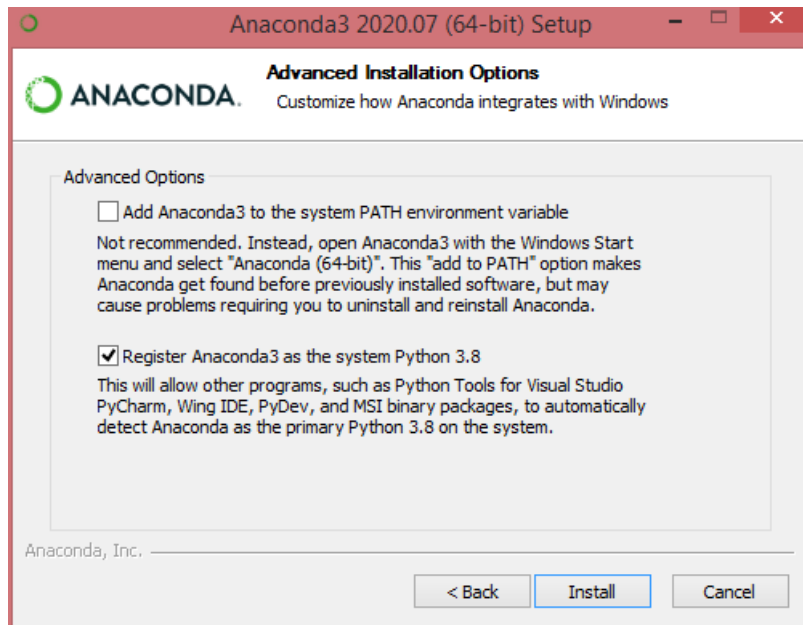 Anaconda3 2020.07 (64-bit) Setup
ANACONDA.
Advanced Installation Options
Customize how Anaconda integrates with Windows
Advanced Options
Add Anaconda3 to the system PATH environment variable
Not recommended. Instead, open Anaconda3 with the Windows Start
menu and select "Anaconda (64-bit)". This "add to PATH" option makes
Anaconda get found before previously installed software, but may
cause problems requiring you to uninstall and reinstall Anaconda.
Register Anaconda3 as the system Python 3.8
This will allow other programs, such as Python Tools for Visual Studio
PyCharm, Wing IDE, PyDev, and MSI binary packages, to automatically
detect Anaconda as the primary Python 3.8 on the system.
Anaconda, Inc.
< Back
Install
Cancel